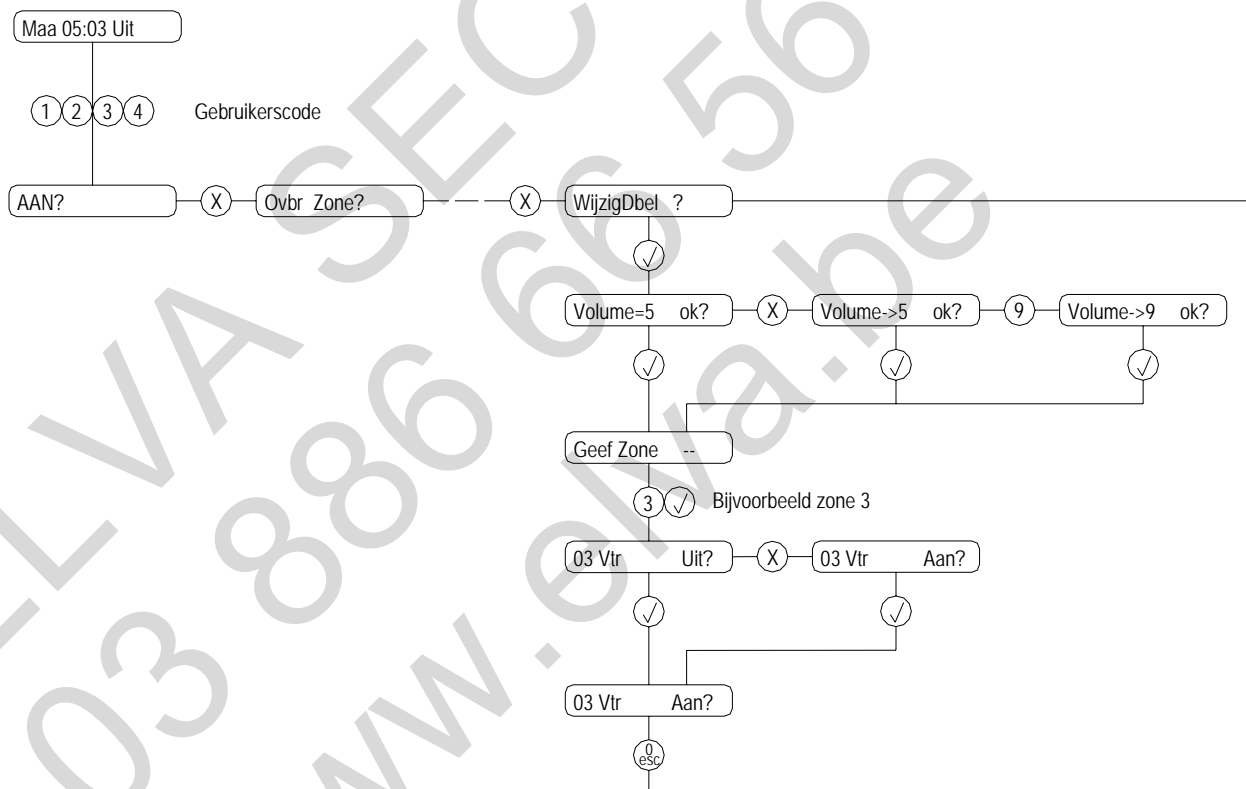 Maa 05:03 Uit
1 2 3 4 Gebruikerscode
AAN? X Ovbr Zone? X WijzigDbel ?
√
Volume=5 ok? X Volume->5 ok? 9 Volume->9 ok?
√ √ √
Geef Zone --
3 √ Bijvoorbeeld zone 3
03 Vtr Uit? X 03 Vtr Aan?
√ √
03 Vtr Aan?
0
esc
EL VA SEC
03 886 66 56
www.elva.be